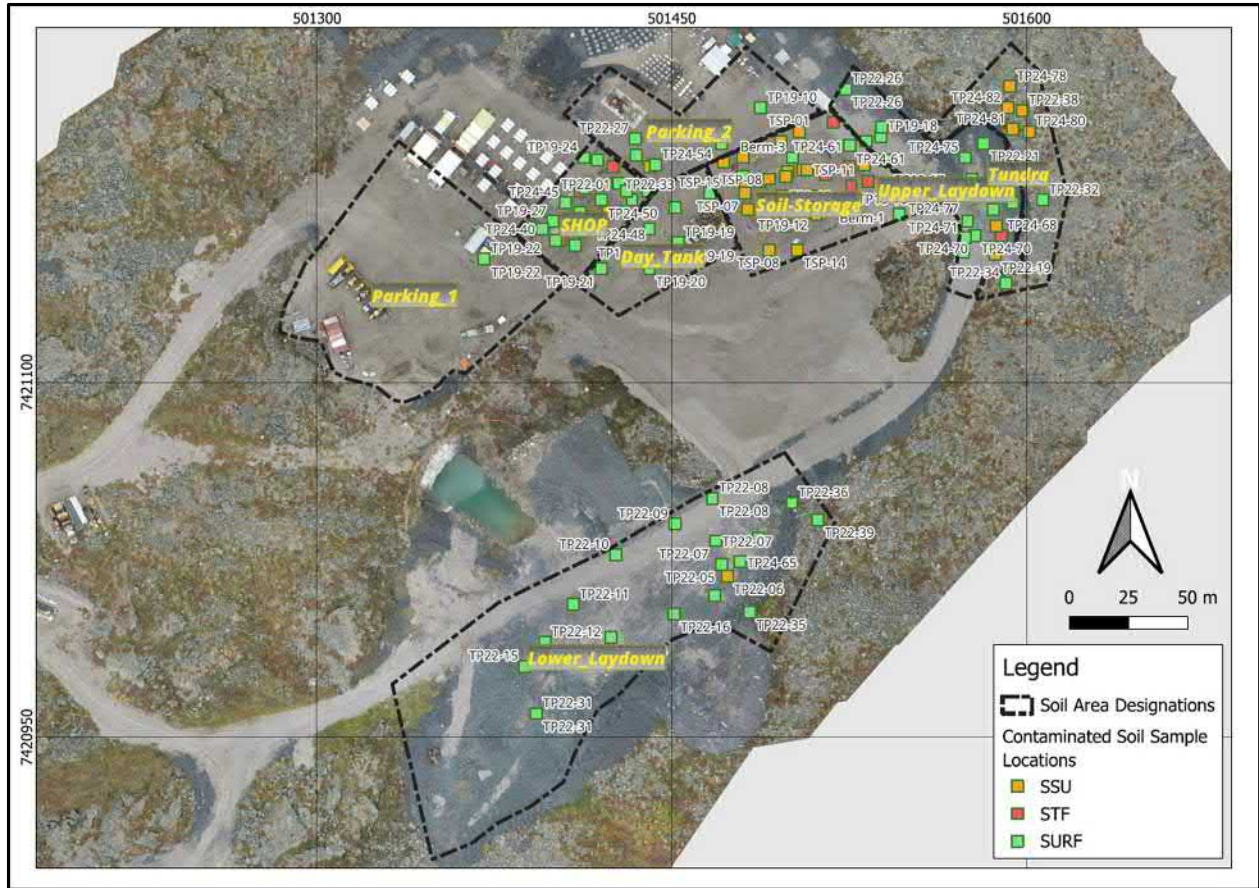 501300
501450
501600
TP24-78
TP22-26
TP24-82
TP22-38
TP19-10
TP22-26
TP24-81
TP24-80
TSP-01
TP19-18
TP22-27
Parking_2
Berm-3
TP24-61
TP24-75
TP22-21
TP19-24
TP24-54
TSP-11
TP24-61
Tundra
TP22-01
TP22-33
TSP-15
TSP-08
Upper_Laydown
TP22-32
TP24-45
TSP-07
Soil-Storage
TP24-77
TP19-27
TP24-50
Berm-1
TP24-68
SHOP
TP19-12
TP24-71
TP24-40
TP24-48
TP19-19
TP19-22
Day_Tank
TP24-70
TP24-70
TP19-22
TP19-21
TP19-20
TSP-08
TSP-14
TP22-34
TP22-19
Parking_1
7421100
TP22-08
TP22-36
TP22-09
TP22-08
TP22-39
TP22-10
TP22-07
TP22-07
TP24-65
TP22-05
TP22-06
TP22-11
TP22-16
TP22-35
TP22-12
TP22-15
Lower_Laydown
TP22-31
TP22-31
7420950
N
0 25 50 m
Legend
Soil Area Designations
Contaminated Soil Sample
Locations
SSU
STF
SURF